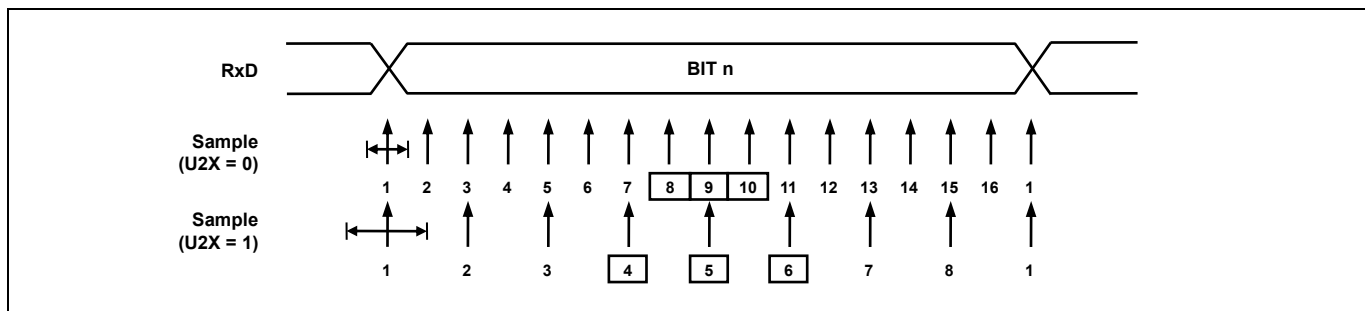 RxD BIT n
Sample
(U2X = 0)
1 2 3 4 5 6 7 8 9 10 11 12 13 14 15 16 1
Sample
(U2X = 1)
1 2 3 4 5 6 7 8 1